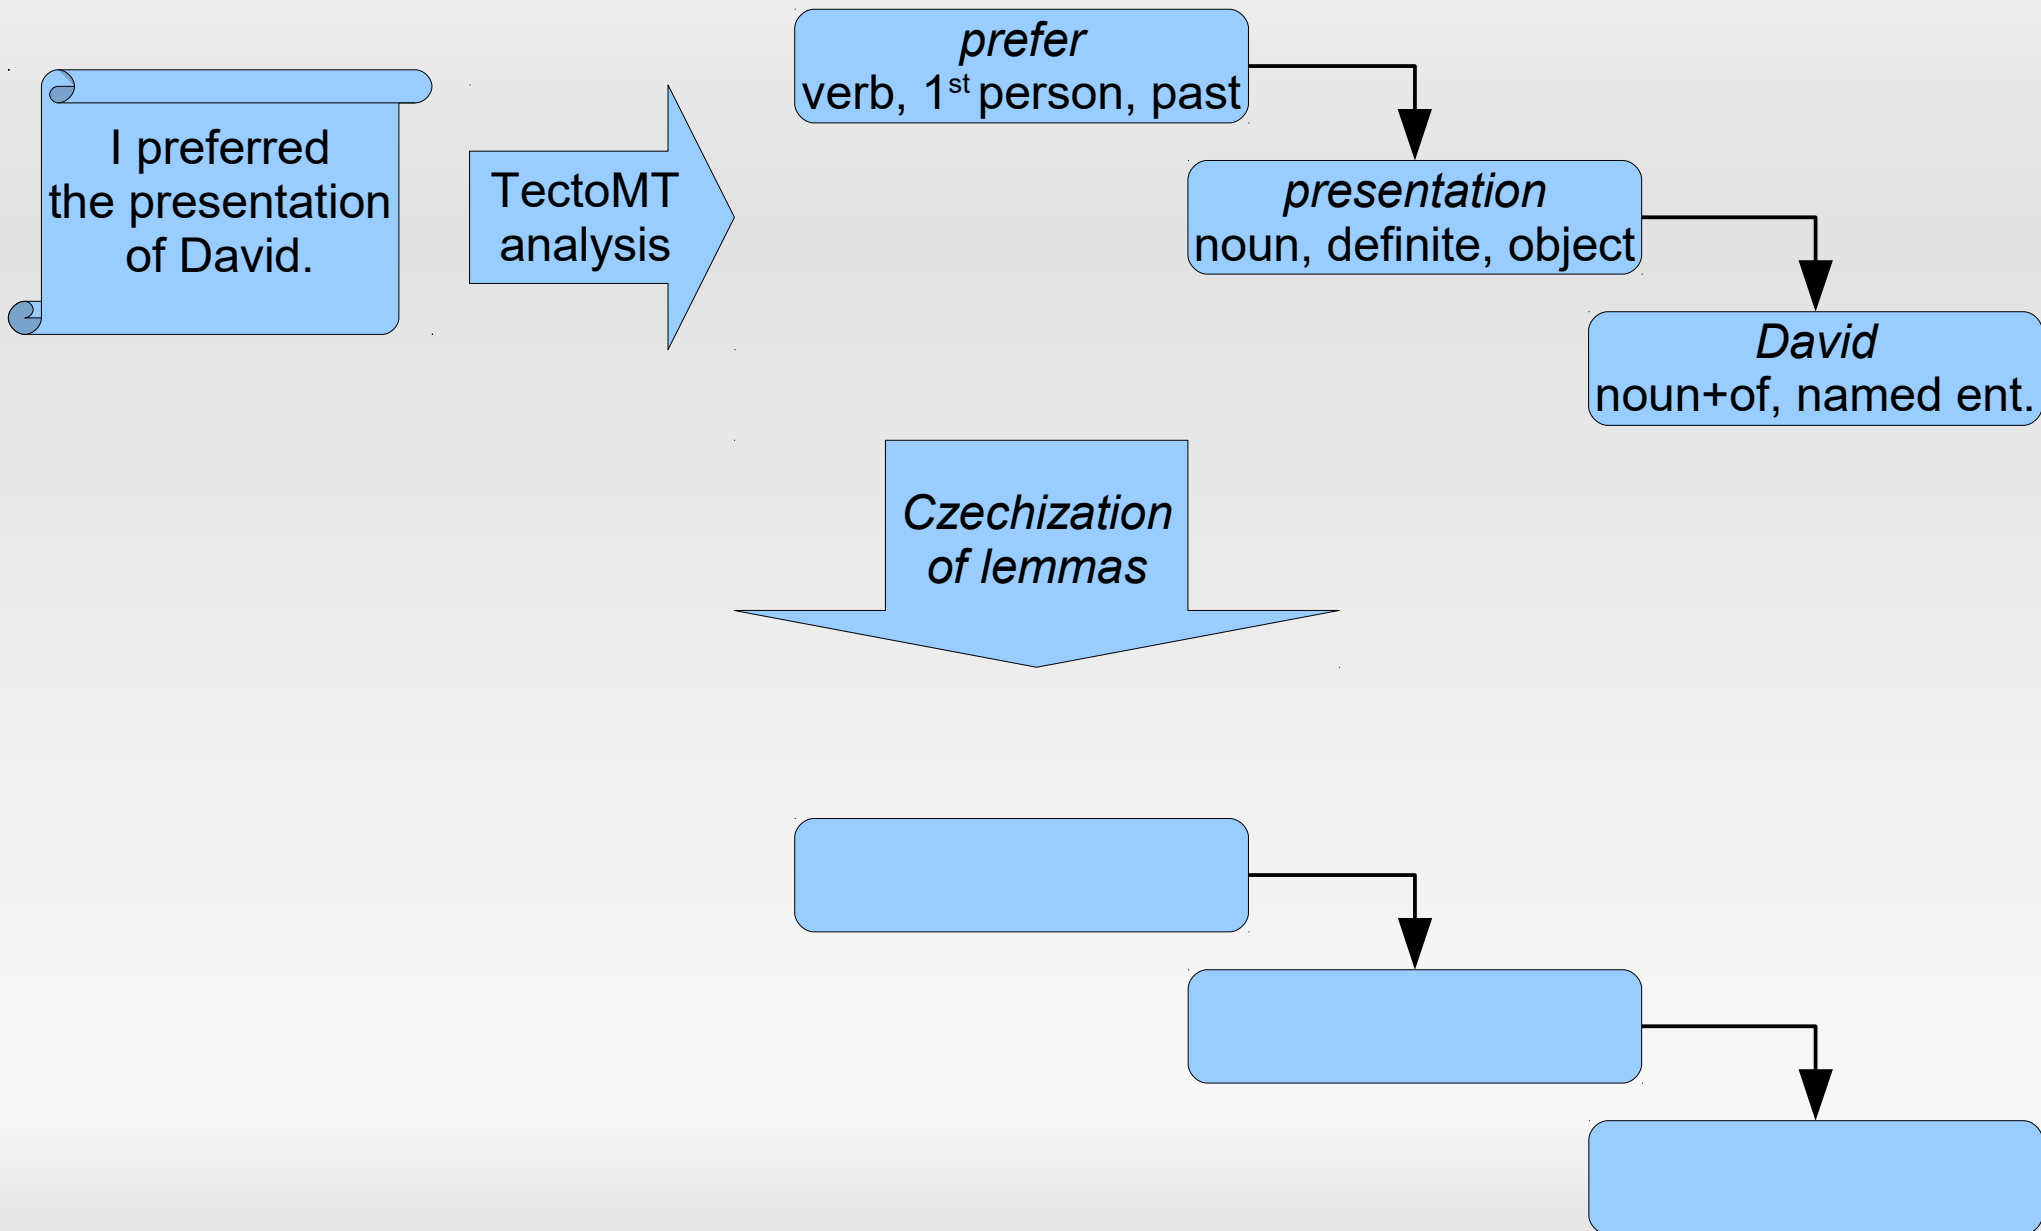 I preferred
the presentation
of David.
TectoMT
analysis
prefer
verb, 1st person, past
presentation
noun, definite, object
David
noun+of, named ent.
Czechization
of lemmas